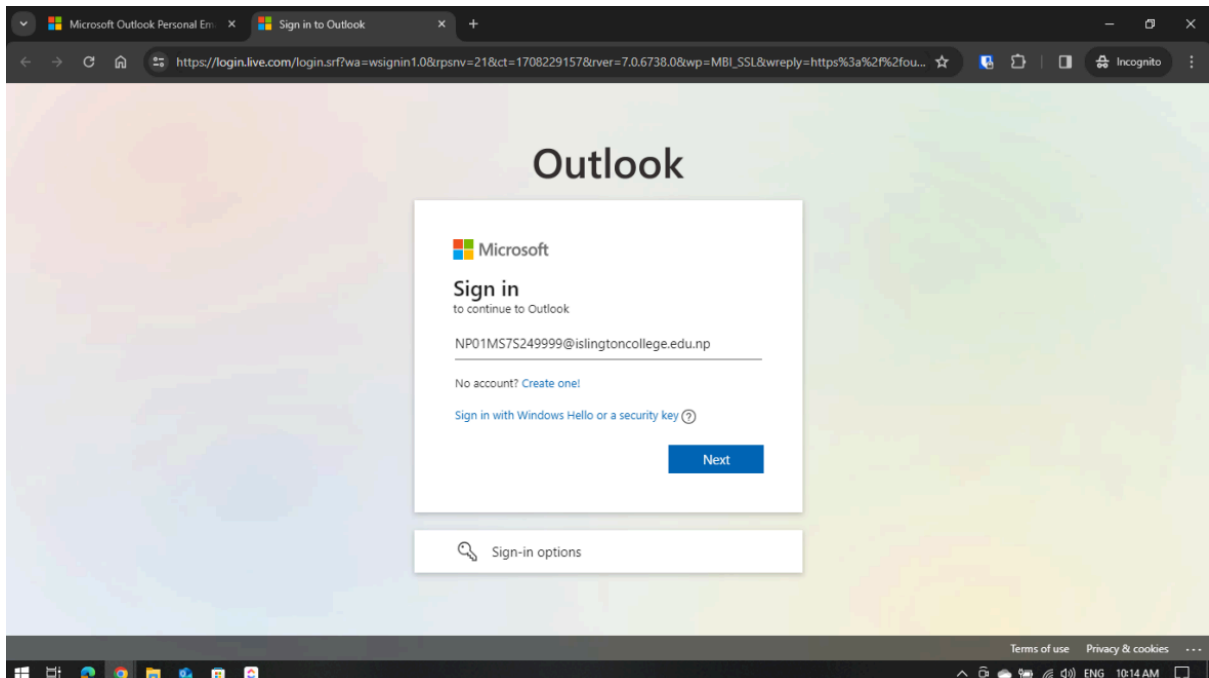 Microsoft Outlook Personal Em
Sign in to Outlook
https://login.live.com/login.srf?wa=wsignin1.0&rpsnv=21&ct=1708229157&rver=7.0.6738.0&wp=MBI_SSL&wreply=https%3a%2f%2fou...
Incognito
Outlook
Microsoft
Sign in
to continue to Outlook
NP01MS7S249999@islingtoncollege.edu.np
No account? Create one!
Sign in with Windows Hello or a security key
Next
Sign-in options
Terms of use Privacy & cookies ...
ENG 10:14 AM